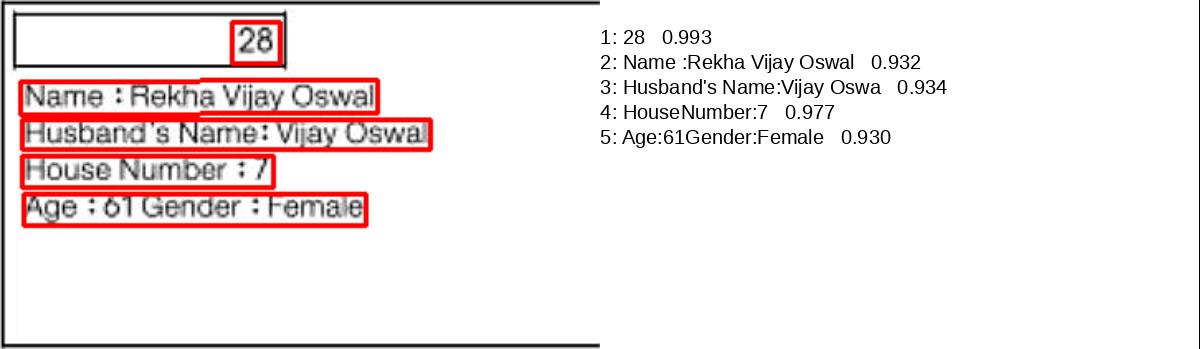 28
Name : Rekha Vijay Oswal
Husband's Name: Vijay Oswal
House Number : 7
Age : 61 Gender : Female
1: 28 0.993
2: Name :Rekha Vijay Oswal 0.932
3: Husband's Name:Vijay Oswa 0.934
4: HouseNumber:7 0.977
5: Age:61Gender:Female 0.930